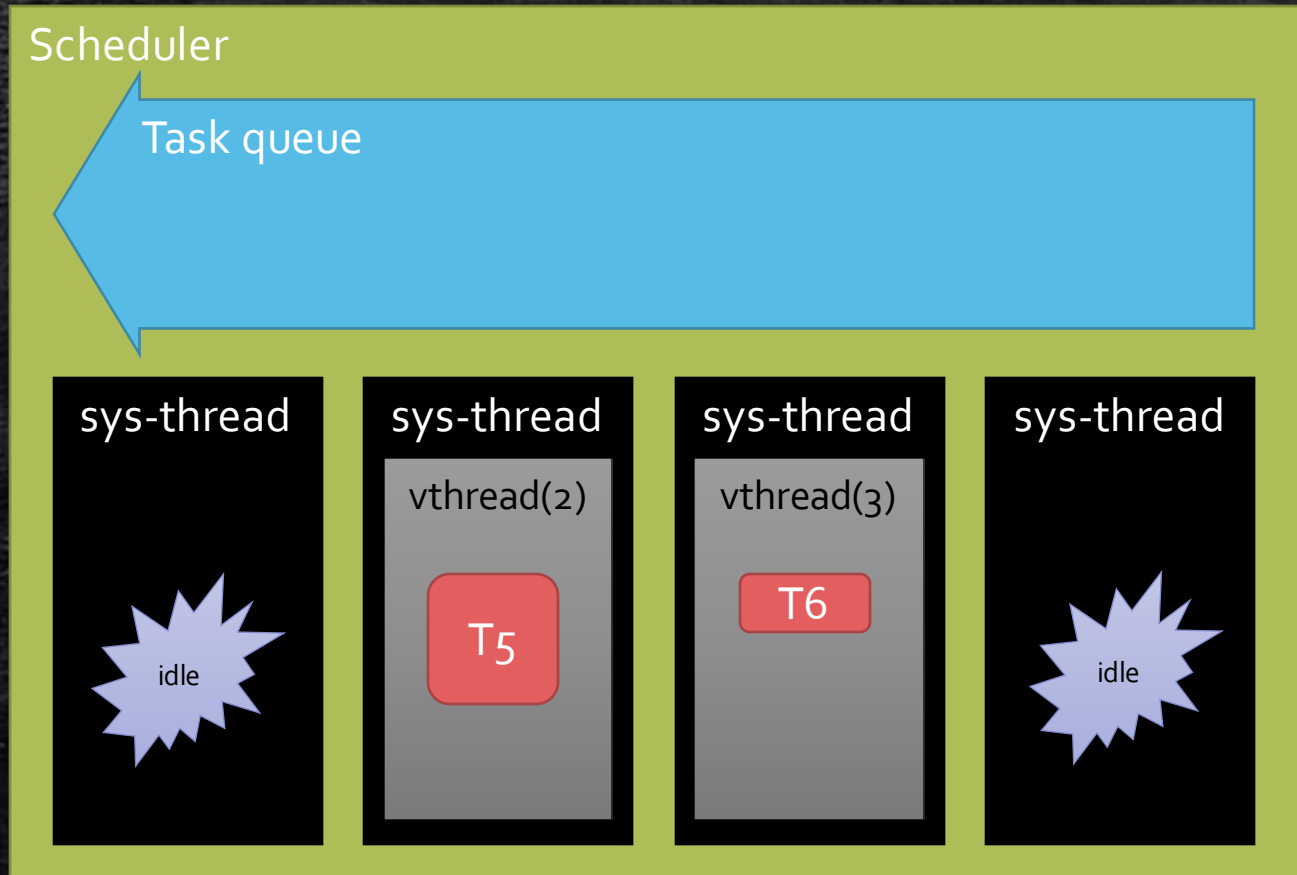 Scheduler
Task queue
sys-thread
sys-thread
sys-thread
sys-thread
vthread(2)
vthread(3)
T5
T6
idle
idle